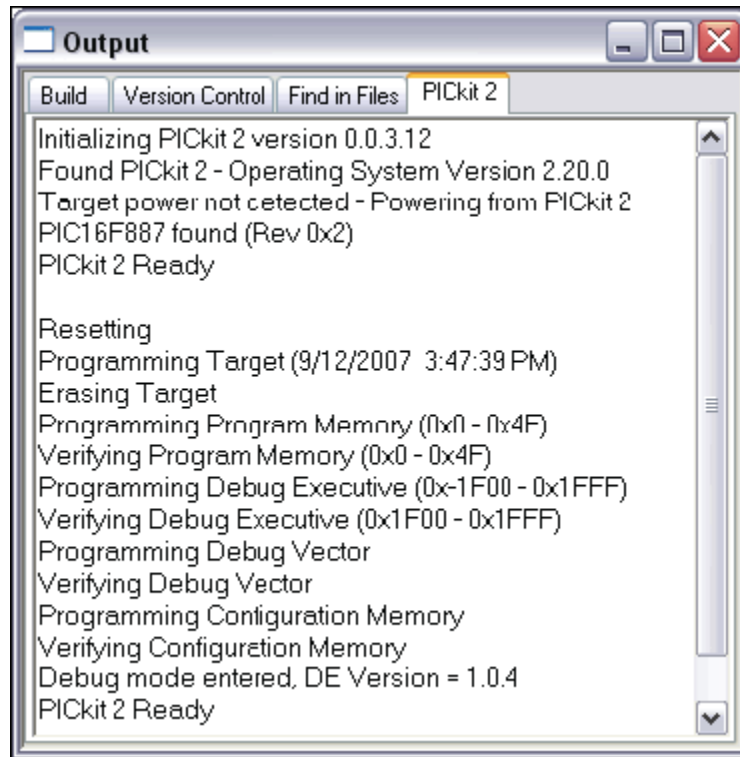 Output
Build Version Control Find in Files PICkit 2
Initializing PICkit 2 version 0.0.3.12
Found PICkit 2 - Operating System Version 2.20.0
Target power not cetected - Powering from PICkit 2
PIC16F887 found (Rev 0x2)
PICkit 2 Ready
Resetting
Programming Target (9/12/2007  3:47:39 PM)
Erasing Target
Programming Program Memory (0x0 - 0x4F)
Verifying Program Memory (0x0 - 0x4F)
Programming Debug Executive (0x-1F00 - 0x1FFF)
Verifying Debug Executive (0x1F00 - 0x1FFF)
Programming Debug Vector
Verifying Debug Vector
Programming Configuration Memory
Verifying Configuration Memory
Debug mode entered, DE Version = 1.0.4
PICkit 2 Ready